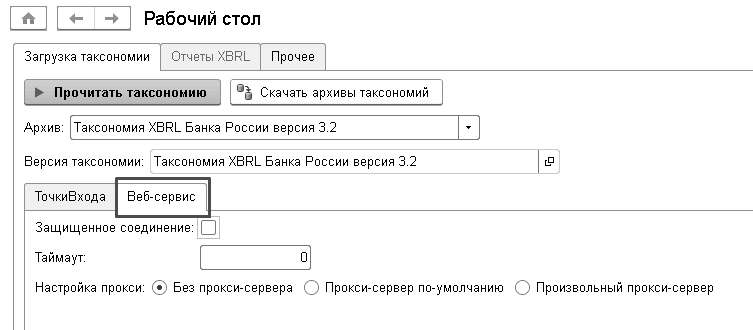 Рабочий стол
Загрузка таксономии Отчеты XBRL Прочее
Прочитать таксономию Скачать архивы таксономий
Архив: Таксономия XBRL Банка России версия 3.2
Версия таксономии: Таксономия XBRL Банка России версия 3.2
ТочкиВхода Веб-сервис
Защищенное соединение:
Таймаут: 0
Настройка прокси: Без прокси-сервера Прокси-сервер по-умолчанию Произвольный прокси-сервер